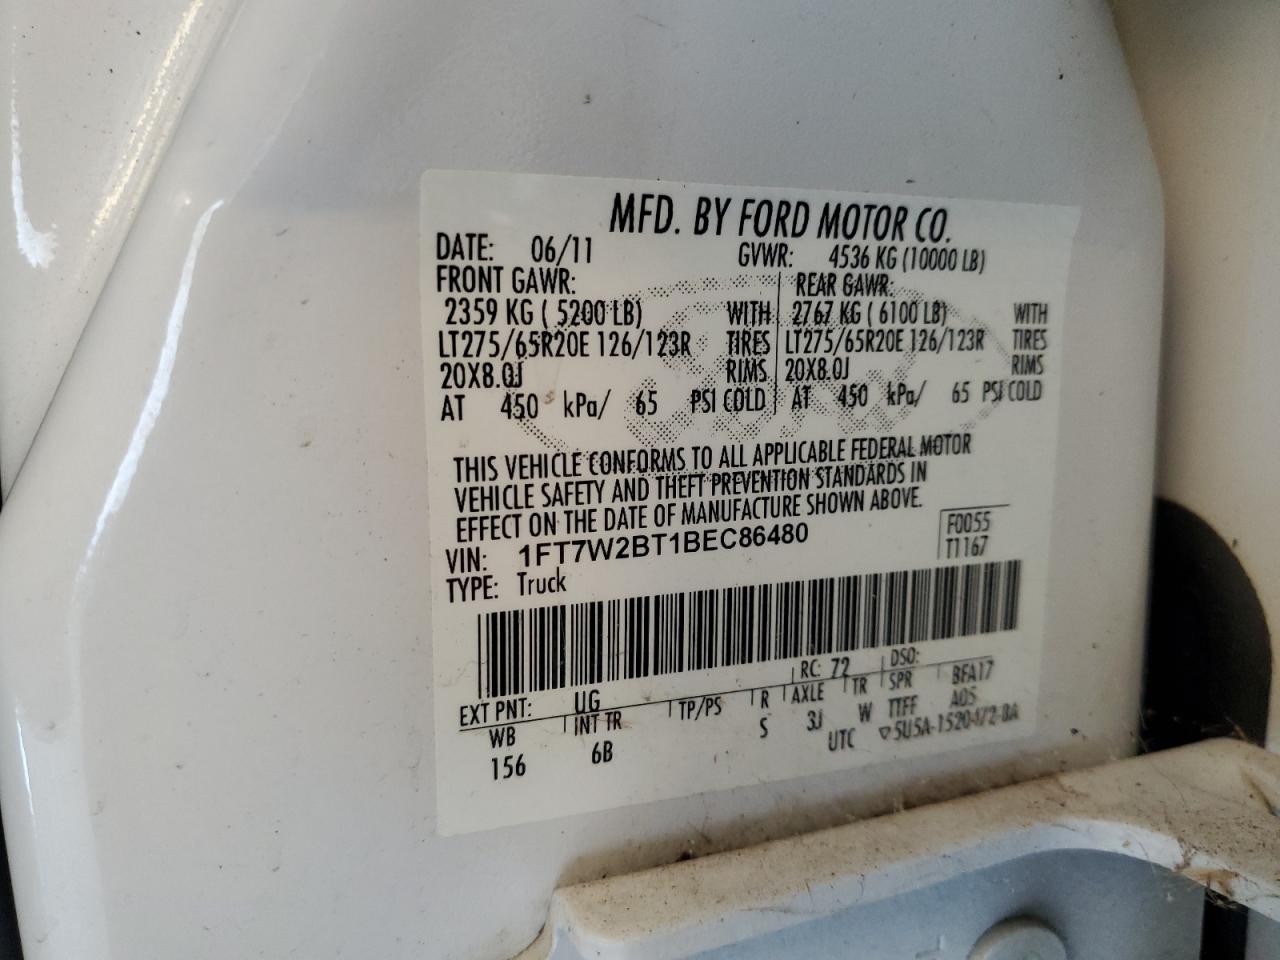 MFD. BY FORD MOTOR CO.
DATE: 06/11 GVWR: 4536 KG (10000 LB)
FRONT GAWR: REAR GAWR:
2359 KG ( 5200 LB) WITH 2767 KG ( 6100 LB) WITH
LT275/65R20E 126/123R TIRES LT275/65R20E 126/123R TIRES
20X8.0J RIMS 20X8.0J RIMS
AT 450 kPa/ 65 PSI COLD AT 450 kPa/ 65 PSI COLD
THIS VEHICLE CONFORMS TO ALL APPLICABLE FEDERAL MOTOR
VEHICLE SAFETY AND THEFT PREVENTION STANDARDS IN
EFFECT ON THE DATE OF MANUFACTURE SHOWN ABOVE.
VIN: 1FT7W2BT1BEC86480 F0055
TYPE: Truck T1167
EXT PNT: UG RC: 72 DSO:
WB INT TR TP/PS R AXLE TR SPR BFA17
156 6B S 3J W TTFF A05
UTC ▽5U5A-1520472-BA